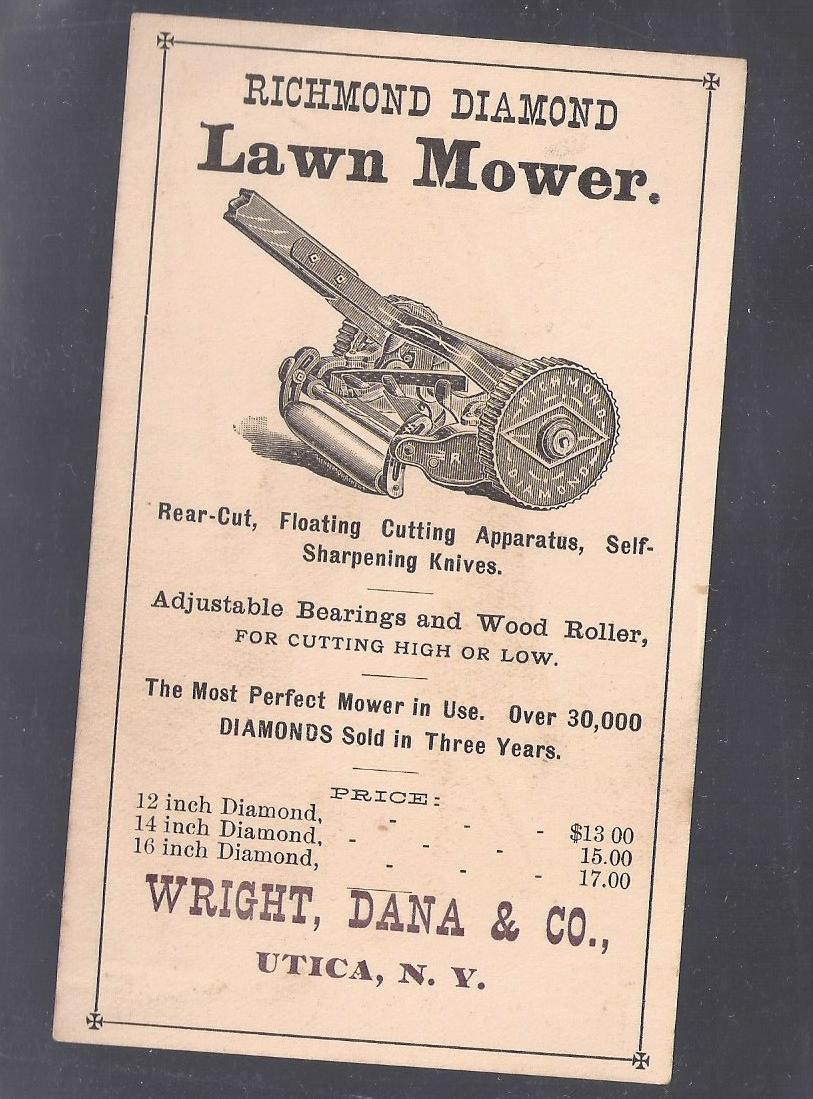 RICHMOND DIAMOND
Lawn Mower.
RICHMOND
DIAMOND
R
Rear-Cut, Floating Cutting Apparatus, Self-
Sharpening Knives.
Adjustable Bearings and Wood Roller,
FOR CUTTING HIGH OR LOW.
The Most Perfect Mower in Use. Over 30,000
DIAMONDS Sold in Three Years.
PRICE:
12 inch Diamond, - - - $13 00
14 inch Diamond, - - - 15.00
16 inch Diamond, - - - 17.00
WRIGHT, DANA & CO.,
UTICA, N. Y.